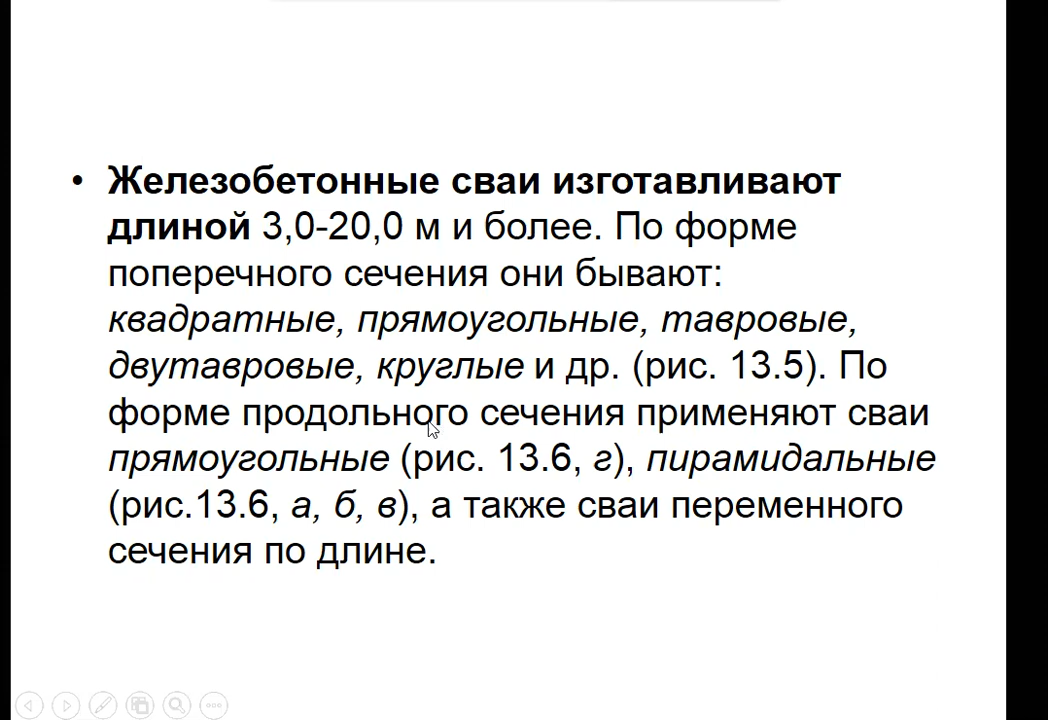 • Железобетонные сваи изготавливают
длиной 3,0-20,0 м и более. По форме
поперечного сечения они бывают:
квадратные, прямоугольные, тавровые,
двутавровые, круглые и др. (рис. 13.5). По
форме продольного сечения применяют сваи
прямоугольные (рис. 13.6, г), пирамидальные
(рис.13.6, а, б, в), а также сваи переменного
сечения по длине.